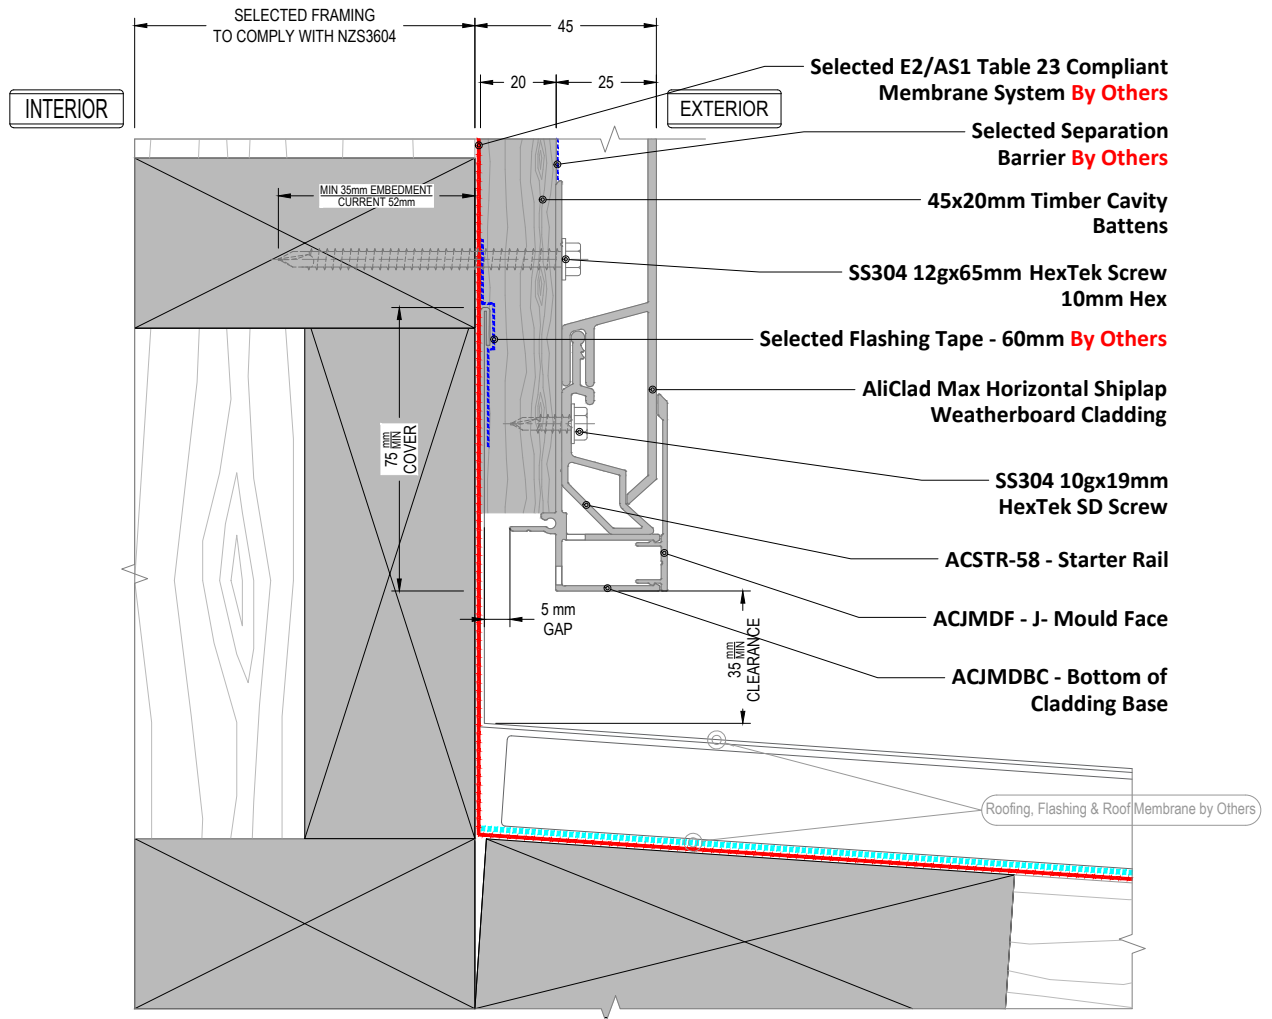 SELECTED FRAMING
TO COMPLY WITH NZS3604
45
20
25
INTERIOR
EXTERIOR
Selected E2/AS1 Table 23 Compliant
Membrane System By Others
Selected Separation
Barrier By Others
MIN 35mm EMBEDMENT
CURRENT 52mm
45x20mm Timber Cavity
Battens
SS304 12gx65mm HexTek Screw
10mm Hex
Selected Flashing Tape - 60mm By Others
AliClad Max Horizontal Shiplap
Weatherboard Cladding
75 mm MIN
COVER
SS304 10gx19mm
HexTek SD Screw
ACSTR-58 - Starter Rail
5 mm
GAP
ACJMDF - J- Mould Face
35 mm MIN
CLEARANCE
ACJMDBC - Bottom of
Cladding Base
Roofing, Flashing & Roof Membrane by Others